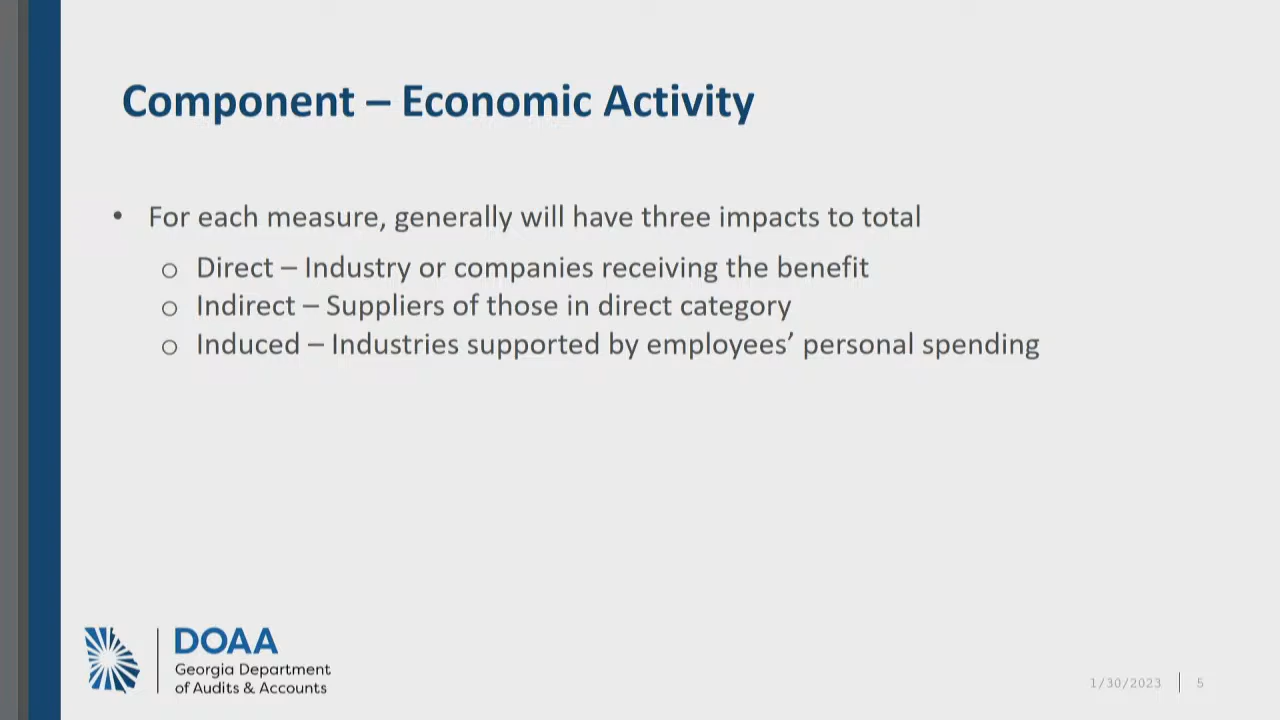 Component – Economic Activity
• For each measure, generally will have three impacts to total
o Direct – Industry or companies receiving the benefit
o Indirect – Suppliers of those in direct category
o Induced – Industries supported by employees’ personal spending
DOAA
Georgia Department
of Audits & Accounts
1/30/2023 | 5